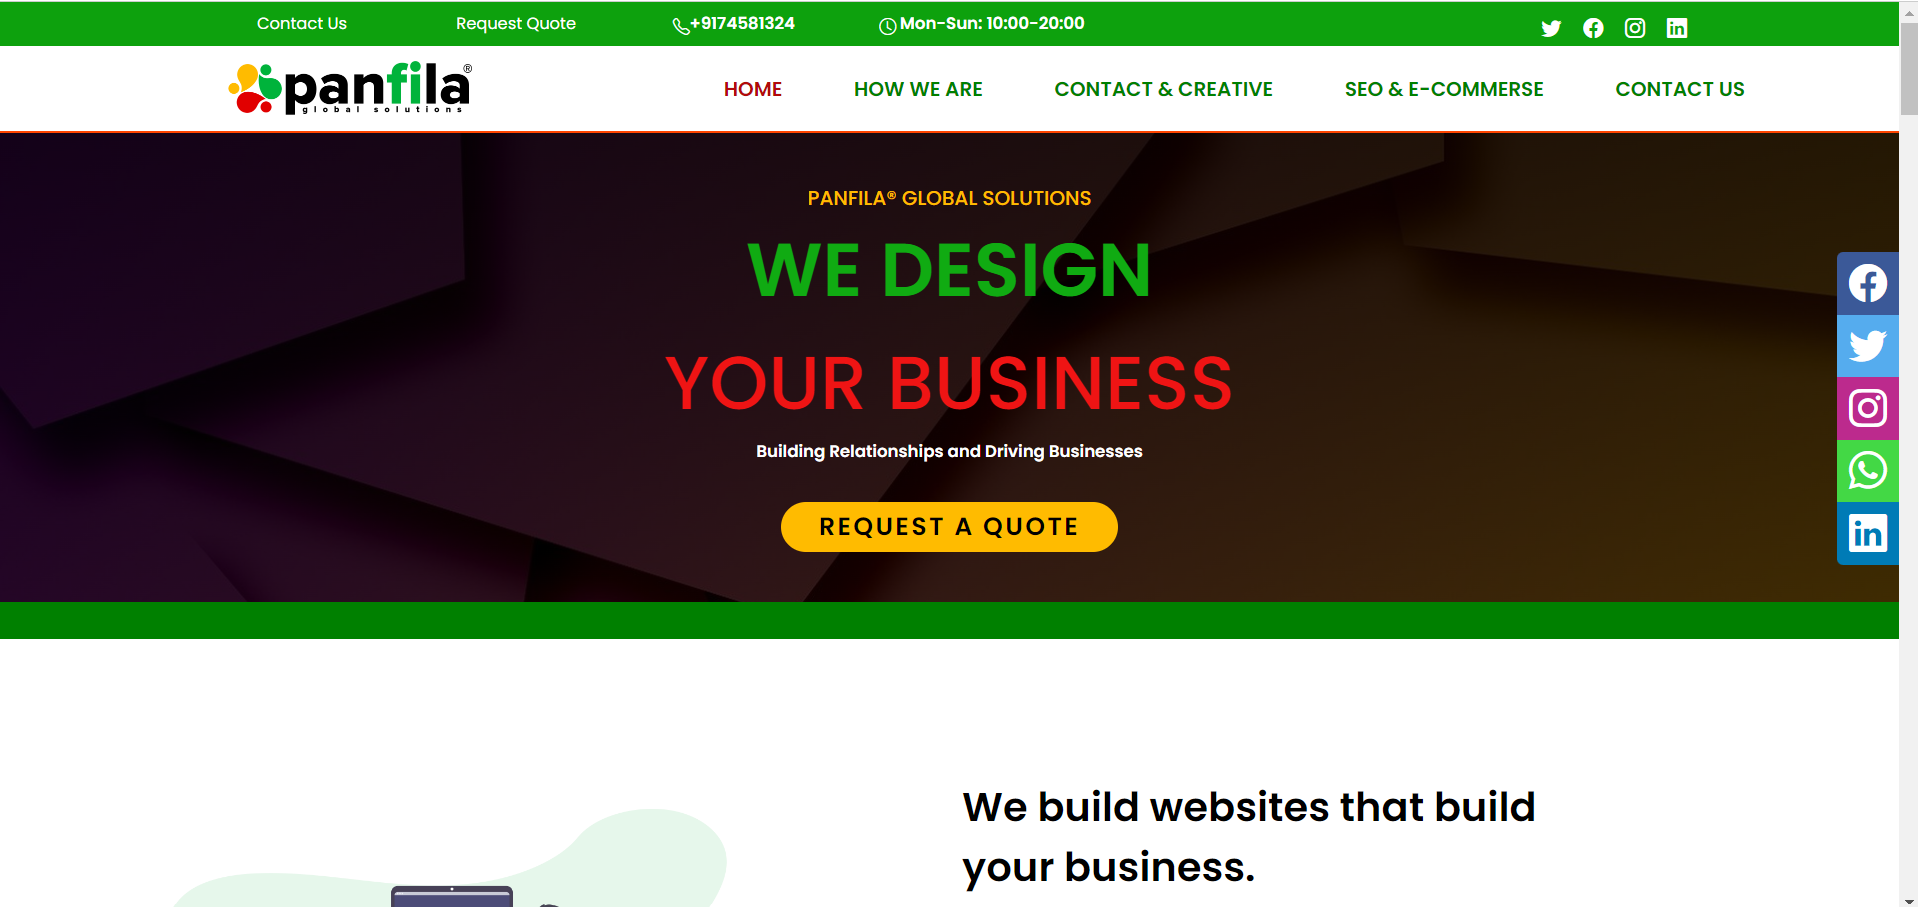 Contact Us Request Quote +9174581324 Mon-Sun: 10:00-20:00
panfila®
global solutions
HOME HOW WE ARE CONTACT & CREATIVE SEO & E-COMMERSE CONTACT US
PANFILA® GLOBAL SOLUTIONS
WE DESIGN
YOUR BUSINESS
Building Relationships and Driving Businesses
REQUEST A QUOTE
We build websites that build
your business.